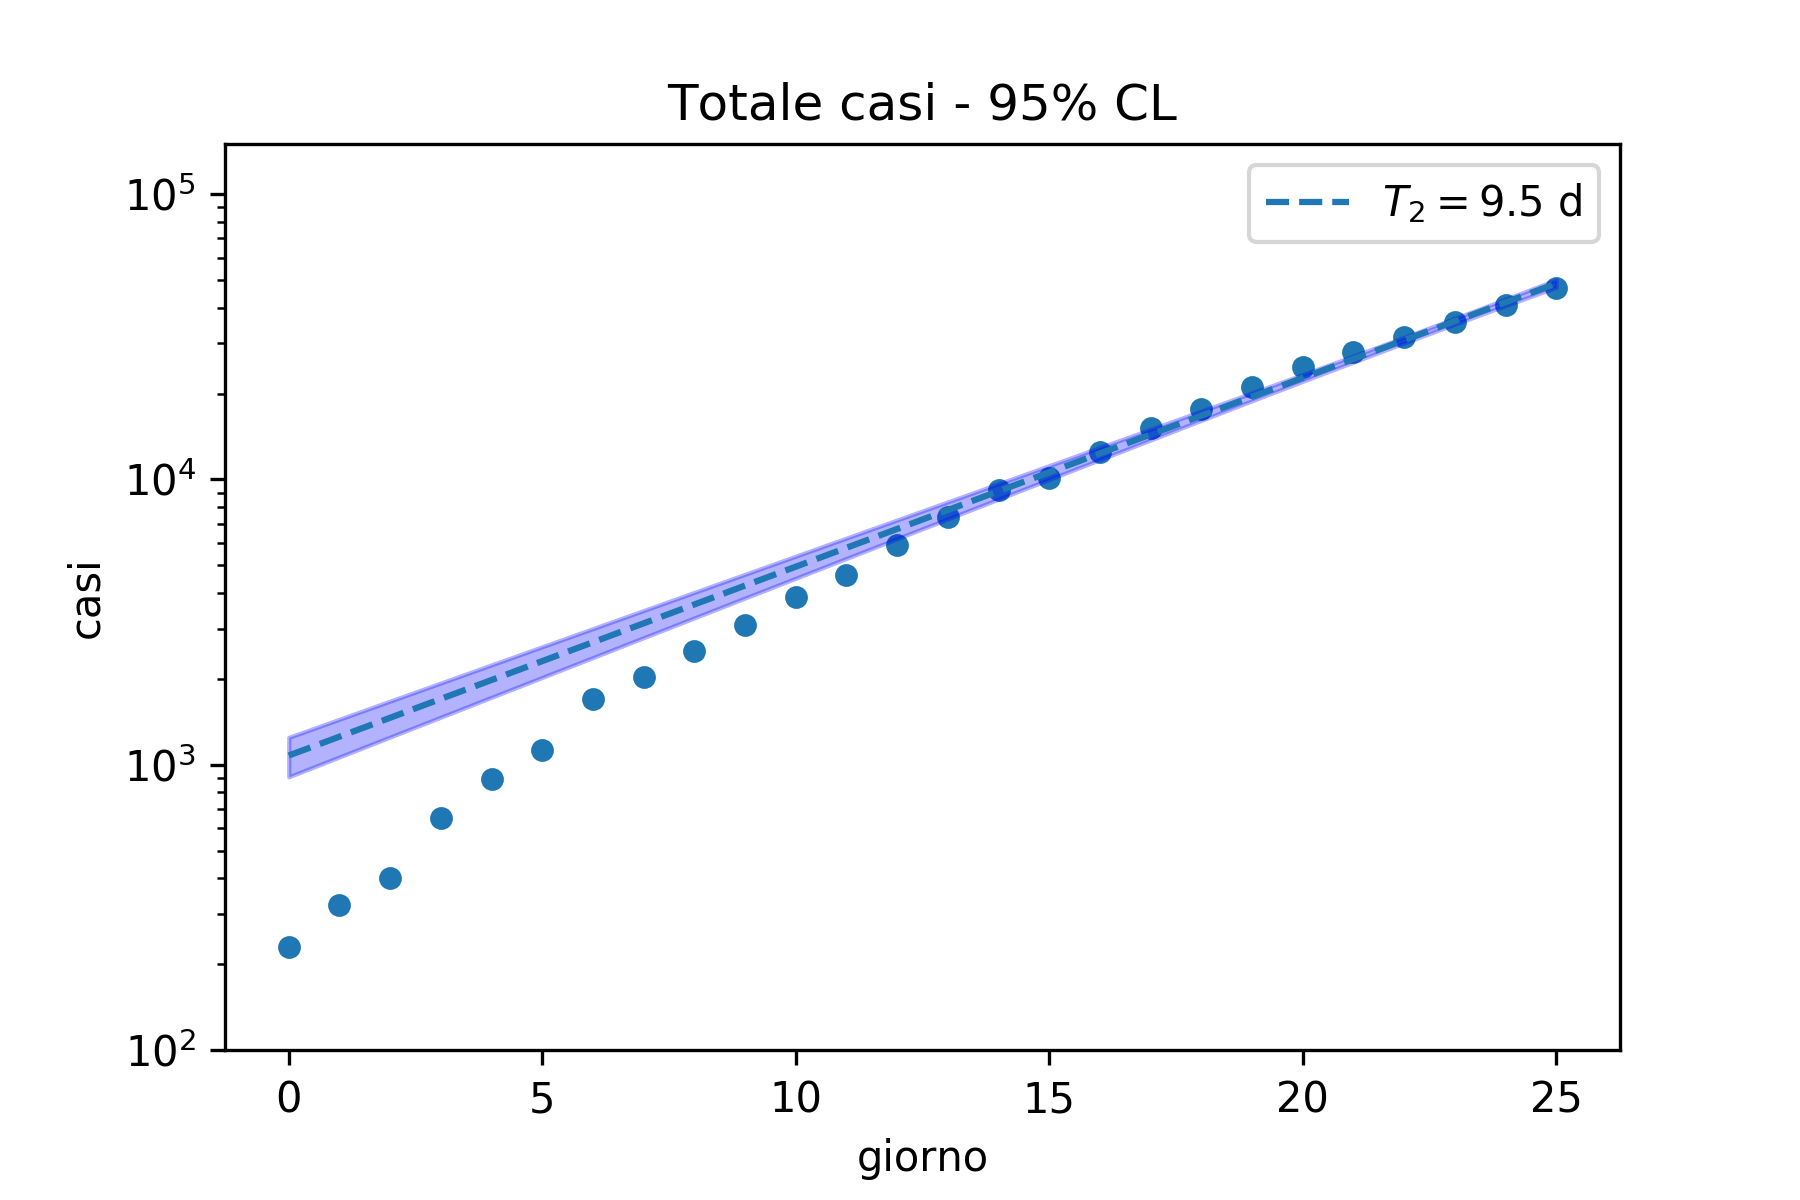 Totale casi - 95% CL
T₂ = 9.5 d
10⁵
10⁴
10³
10²
casi
0 5 10 15 20 25
giorno